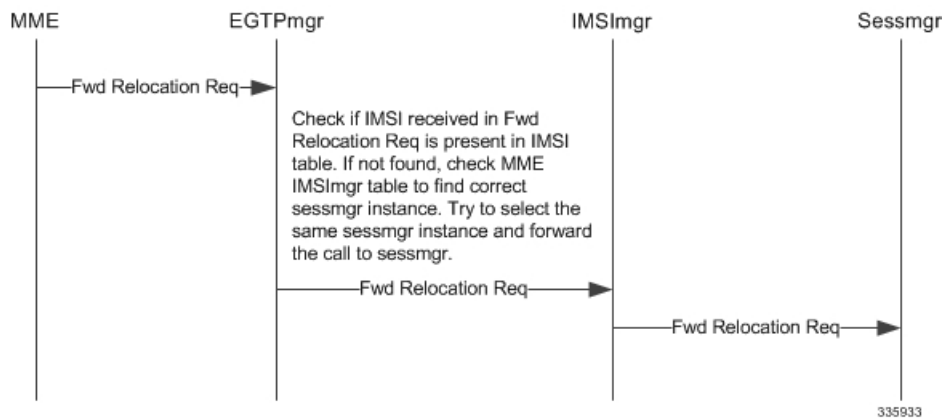 MME EGTPmgr IMSImgr Sessmgr
Fwd Relocation Req
Check if IMSI received in Fwd
Relocation Req is present in IMSI
table. If not found, check MME
IMSImgr table to find correct
sessmgr instance. Try to select the
same sessmgr instance and forward
the call to sessmgr.
Fwd Relocation Req
Fwd Relocation Req
335933